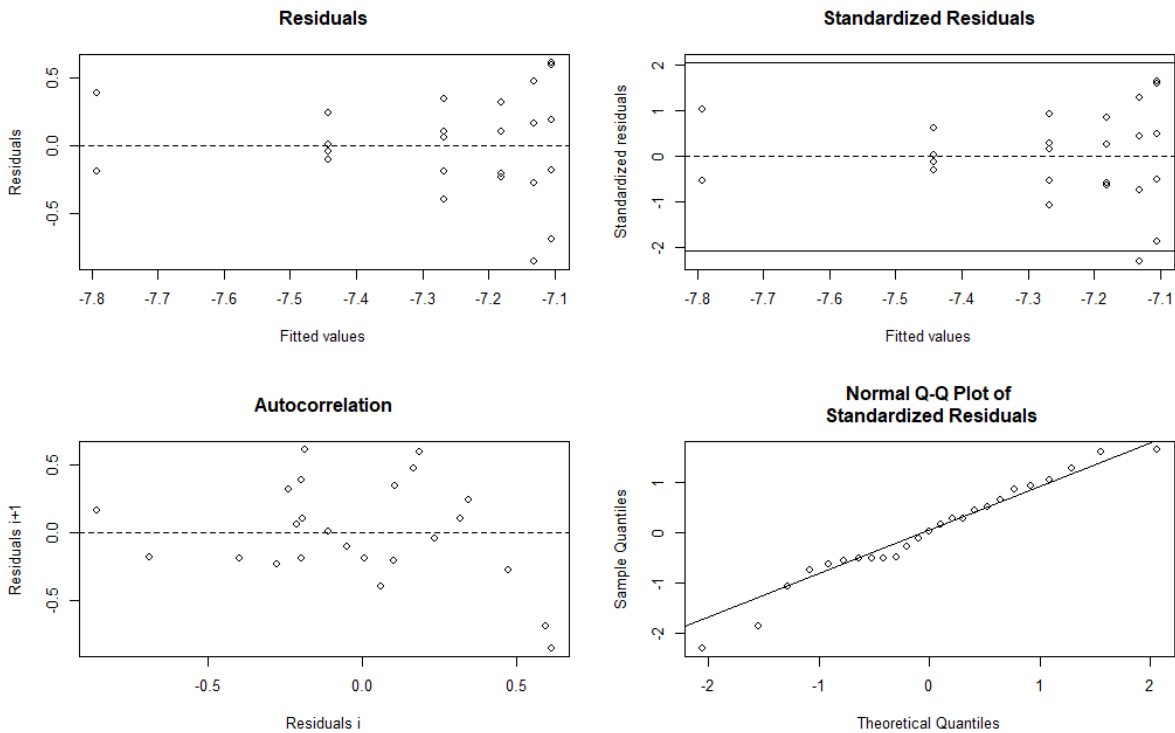 Residuals
Residuals
0.5
0.0
-0.5
-7.8 -7.7 -7.6 -7.5 -7.4 -7.3 -7.2 -7.1
Fitted values
Standardized Residuals
Standardized residuals
2
1
0
-1
-2
-7.8 -7.7 -7.6 -7.5 -7.4 -7.3 -7.2 -7.1
Fitted values
Autocorrelation
Residuals i+1
0.5
0.0
-0.5
-0.5 0.0 0.5
Residuals i
Normal Q-Q Plot of
Standardized Residuals
Sample Quantiles
1
0
-1
-2
-2 -1 0 1 2
Theoretical Quantiles